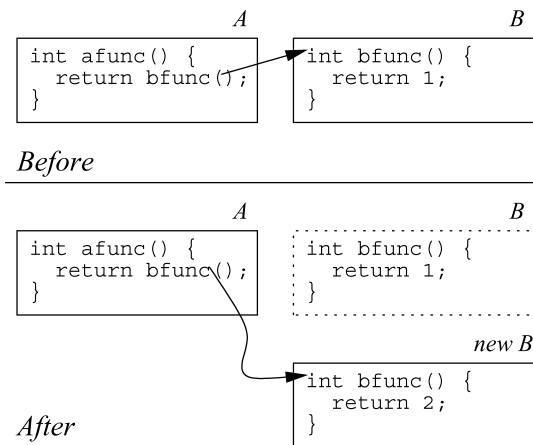 A
B
int afunc() {
return bfunc();
}
int bfunc() {
return 1;
}
Before
A
B
int afunc() {
return bfunc();
}
int bfunc() {
return 1;
}
new B
int bfunc() {
return 2;
}
After